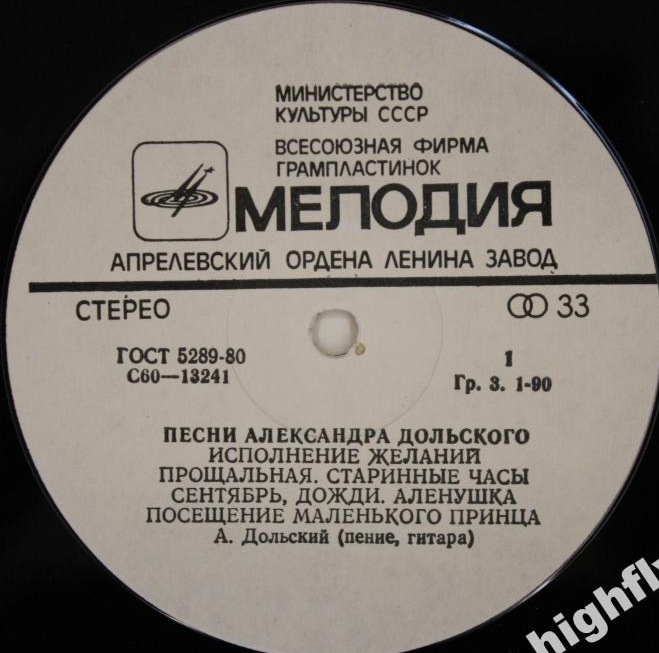 МИНИСТЕРСТВО
КУЛЬТУРЫ СССР
ВСЕСОЮЗНАЯ ФИРМА
ГРАМПЛАСТИНОК
МЕЛОДИЯ
АПРЕЛЕВСКИЙ ОРДЕНА ЛЕНИНА ЗАВОД
СТЕРЕО 33
ГОСТ 5289-80 1
С60—13241 Гр. 3. 1-90
ПЕСНИ АЛЕКСАНДРА ДОЛЬСКОГО
ИСПОЛНЕНИЕ ЖЕЛАНИЙ
ПРОЩАЛЬНАЯ. СТАРИННЫЕ ЧАСЫ
СЕНТЯБРЬ, ДОЖДИ. АЛЕНУШКА
ПОСЕЩЕНИЕ МАЛЕНЬКОГО ПРИНЦА
А. Дольский (пение, гитара)
highfly